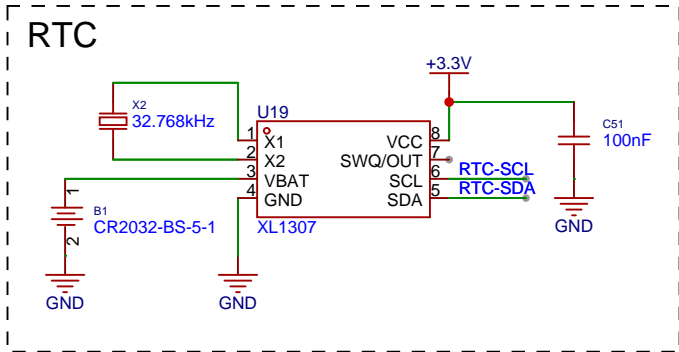 RTC
+3.3V
X2
32.768kHz
U19
1
X1
VCC
8
2
X2
SWQ/OUT
7
3
VBAT
SCL
6
RTC-SCL
4
GND
SDA
5
RTC-SDA
XL1307
C51
100nF
1
B1
CR2032-BS-5-1
2
GND
GND
GND